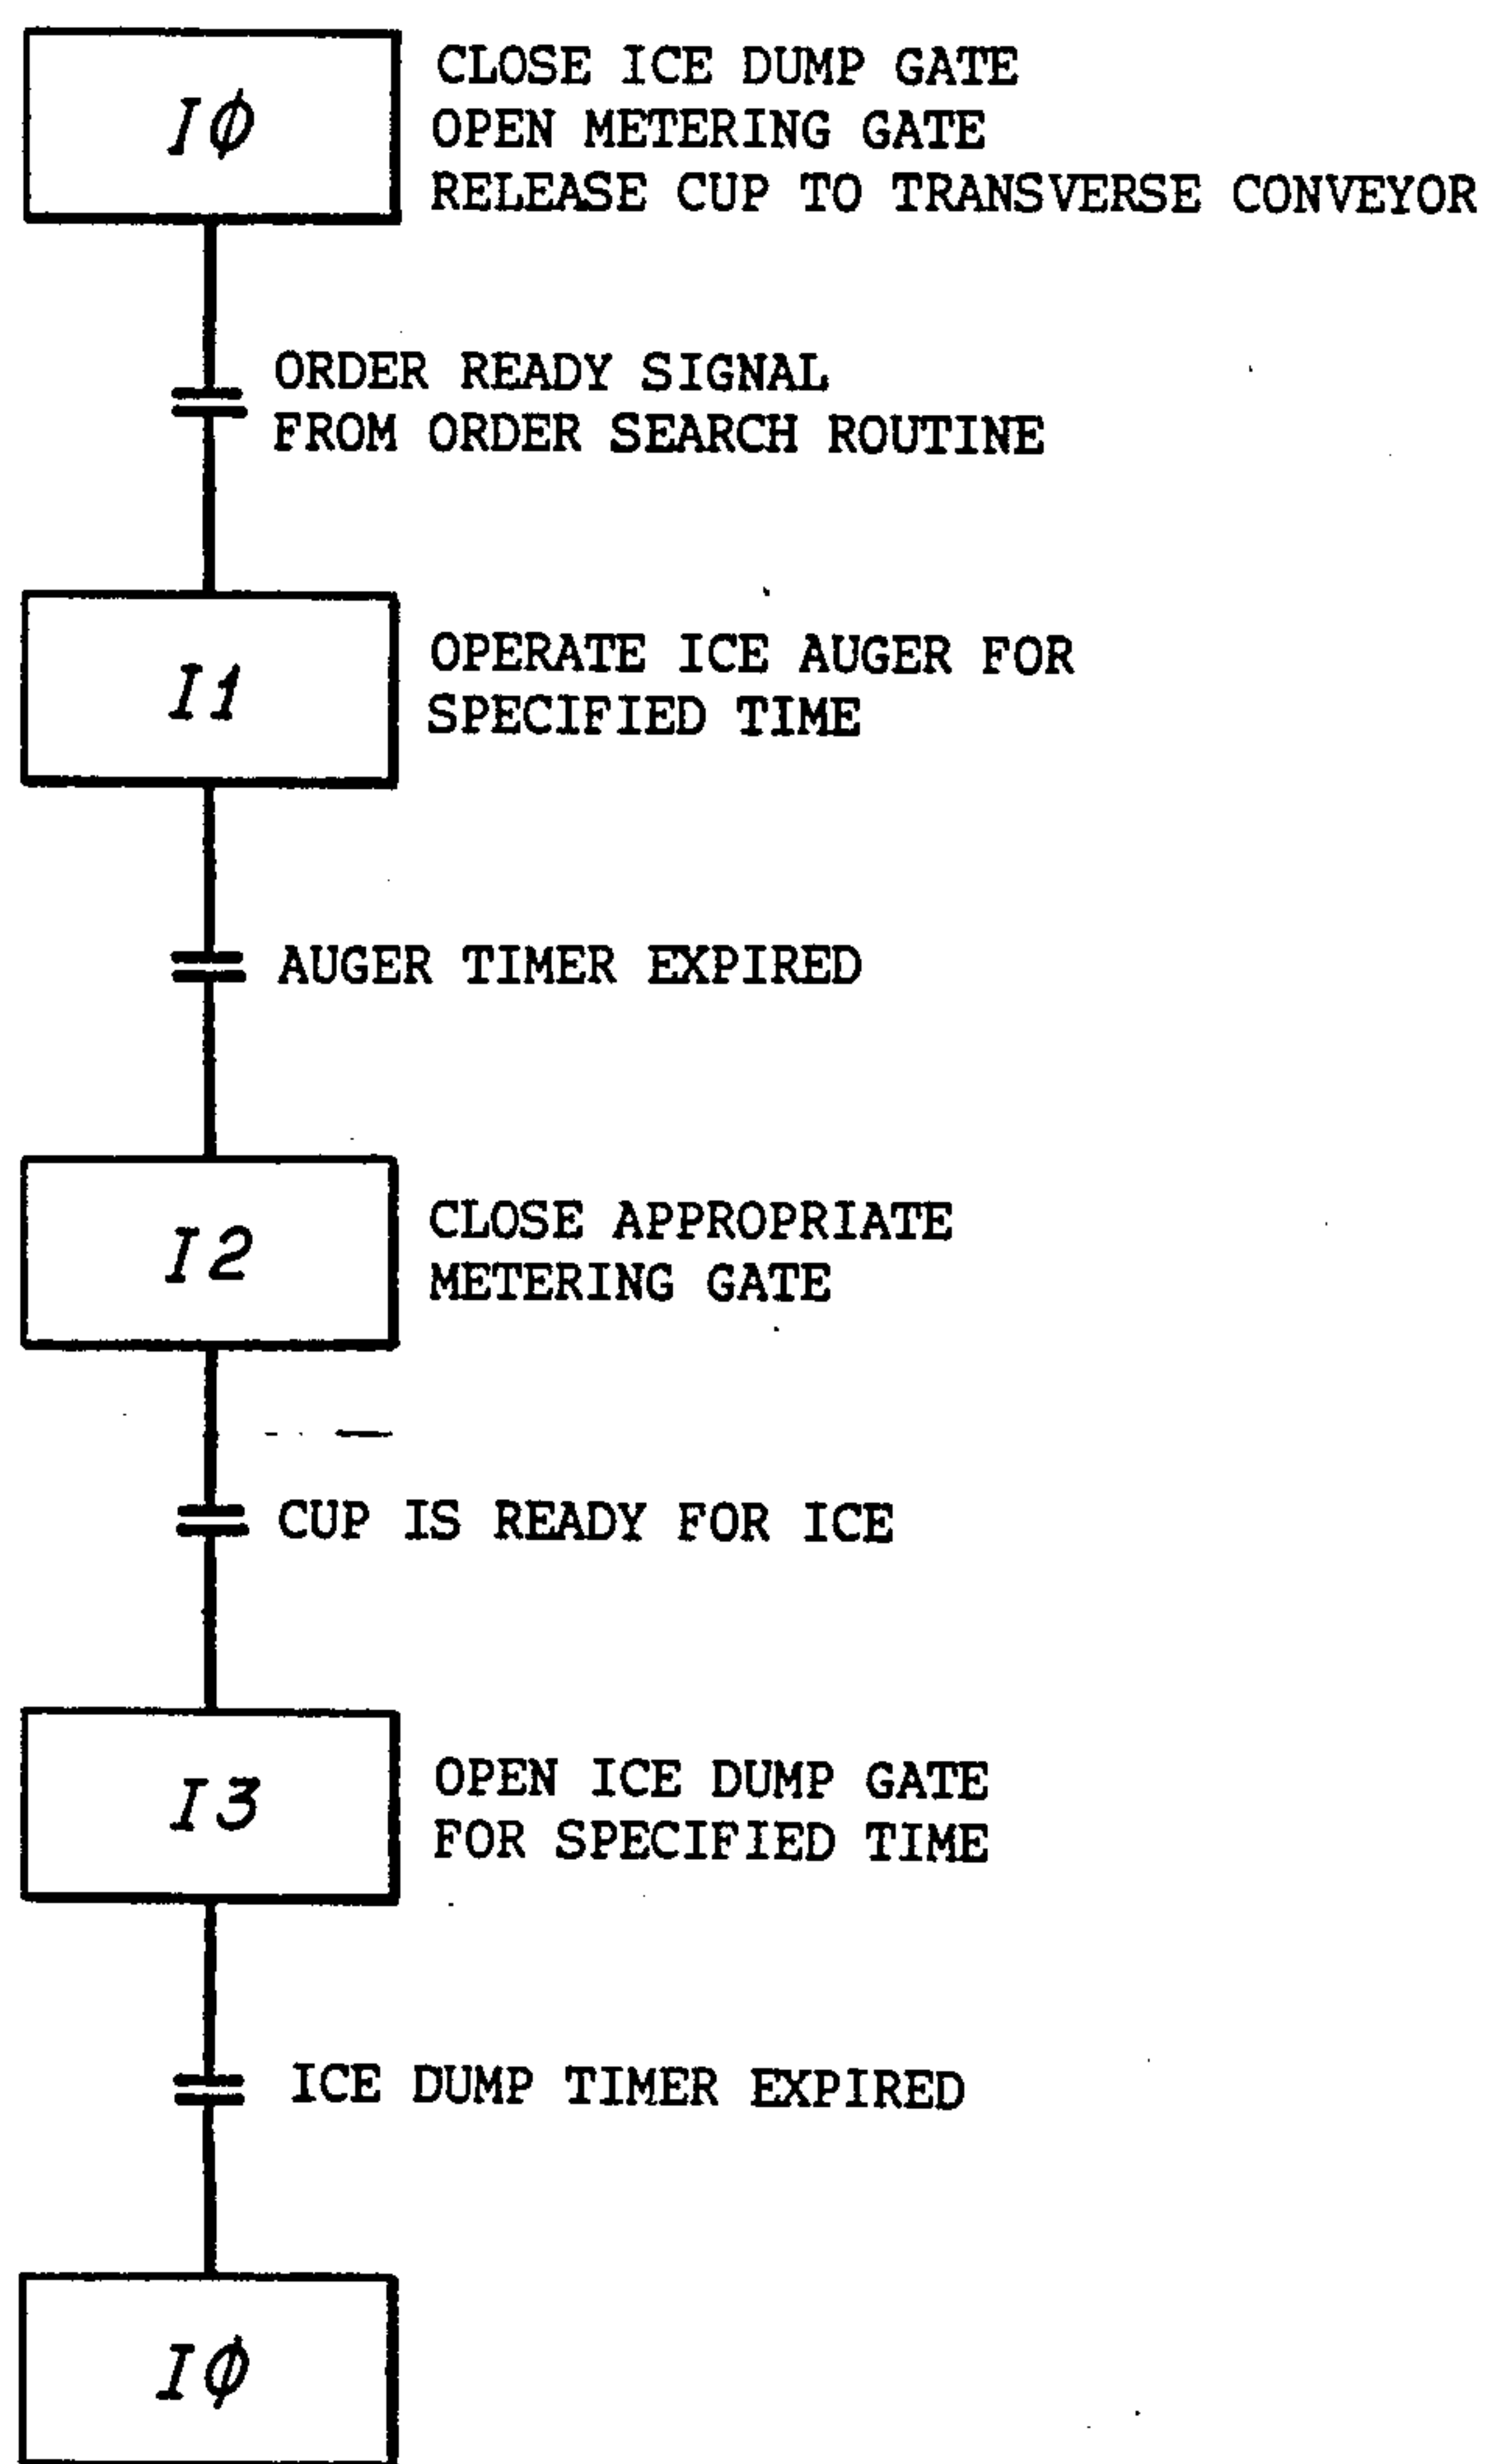 IØ
CLOSE ICE DUMP GATE
OPEN METERING GATE
RELEASE CUP TO TRANSVERSE CONVEYOR
ORDER READY SIGNAL
FROM ORDER SEARCH ROUTINE
I1
OPERATE ICE AUGER FOR
SPECIFIED TIME
AUGER TIMER EXPIRED
I2
CLOSE APPROPRIATE
METERING GATE
CUP IS READY FOR ICE
I3
OPEN ICE DUMP GATE
FOR SPECIFIED TIME
ICE DUMP TIMER EXPIRED
IØ